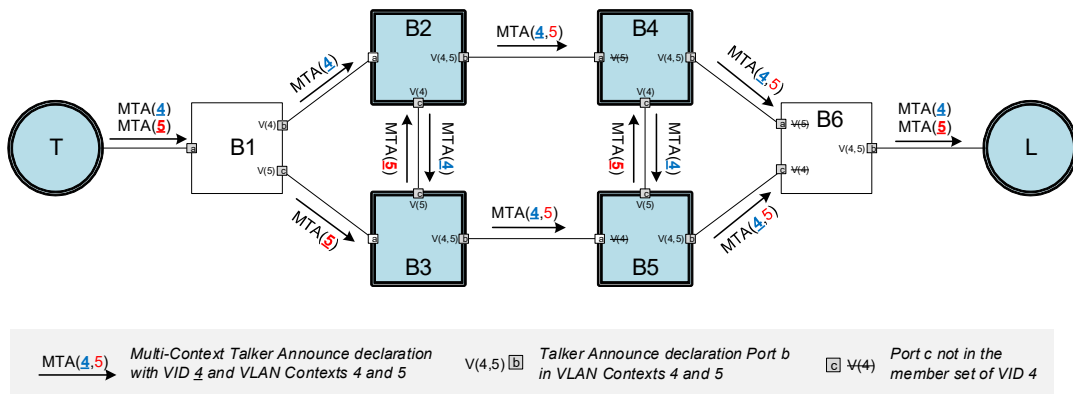 B2
B4
MTA(4,5)
a
V(4,5) b
a V(5)
V(4,5) b
V(4)
c
V(4)
c
MTA(4)
MTA(4,5)
MTA(4)
MTA(5)
T
a
B1
V(4) b
V(5) c
MTA(5)
MTA(4)
MTA(5)
MTA(4)
B6
a V(5)
c V(4)
V(4,5) b
MTA(4)
MTA(5)
L
MTA(5)
c
V(5)
c
V(5)
MTA(4,5)
a
V(4,5) b
a V(4)
V(4,5) b
MTA(4,5)
B3
B5
MTA(4,5)
Multi-Context Talker Announce declaration
with VID 4 and VLAN Contexts 4 and 5
V(4,5) b
Talker Announce declaration Port b
in VLAN Contexts 4 and 5
c V(4)
Port c not in the
member set of VID 4